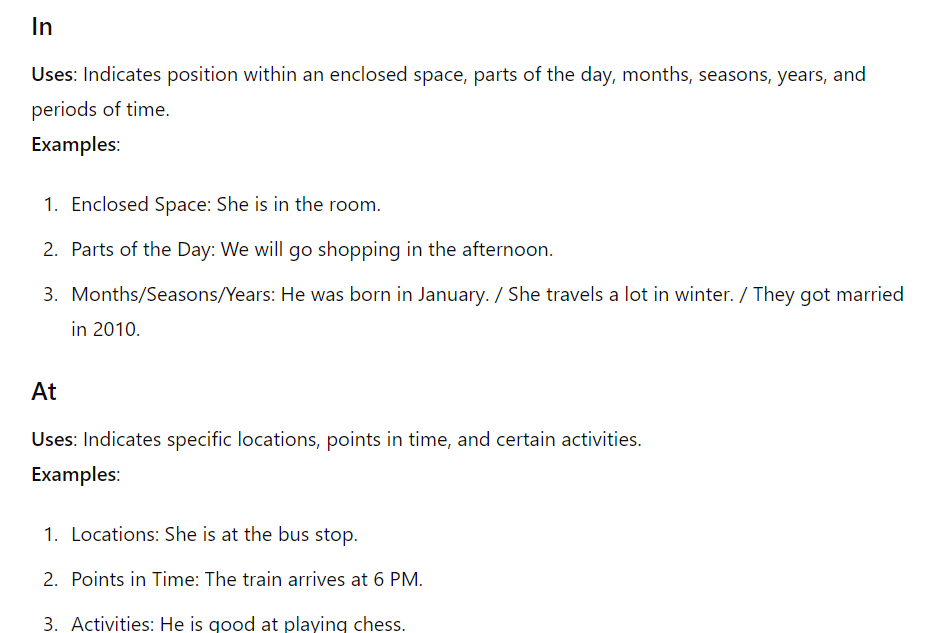 In
Uses: Indicates position within an enclosed space, parts of the day, months, seasons, years, and
periods of time.
Examples:
1. Enclosed Space: She is in the room.
2. Parts of the Day: We will go shopping in the afternoon.
3. Months/Seasons/Years: He was born in January. / She travels a lot in winter. / They got married
in 2010.
At
Uses: Indicates specific locations, points in time, and certain activities.
Examples:
1. Locations: She is at the bus stop.
2. Points in Time: The train arrives at 6 PM.
3. Activities: He is good at playing chess.